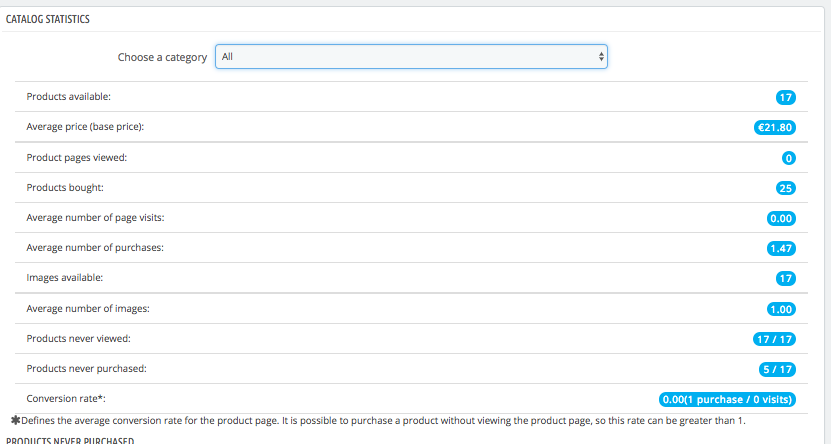 CATALOG STATISTICS
Choose a category All
Products available: 17
Average price (base price): €21.80
Product pages viewed: 0
Products bought: 25
Average number of page visits: 0.00
Average number of purchases: 1.47
Images available: 17
Average number of images: 1.00
Products never viewed: 17 / 17
Products never purchased: 5 / 17
Conversion rate*: 0.00(1 purchase / 0 visits)
✱Defines the average conversion rate for the product page. It is possible to purchase a product without viewing the product page, so this rate can be greater than 1.
PRODUCTS NEVER PURCHASED